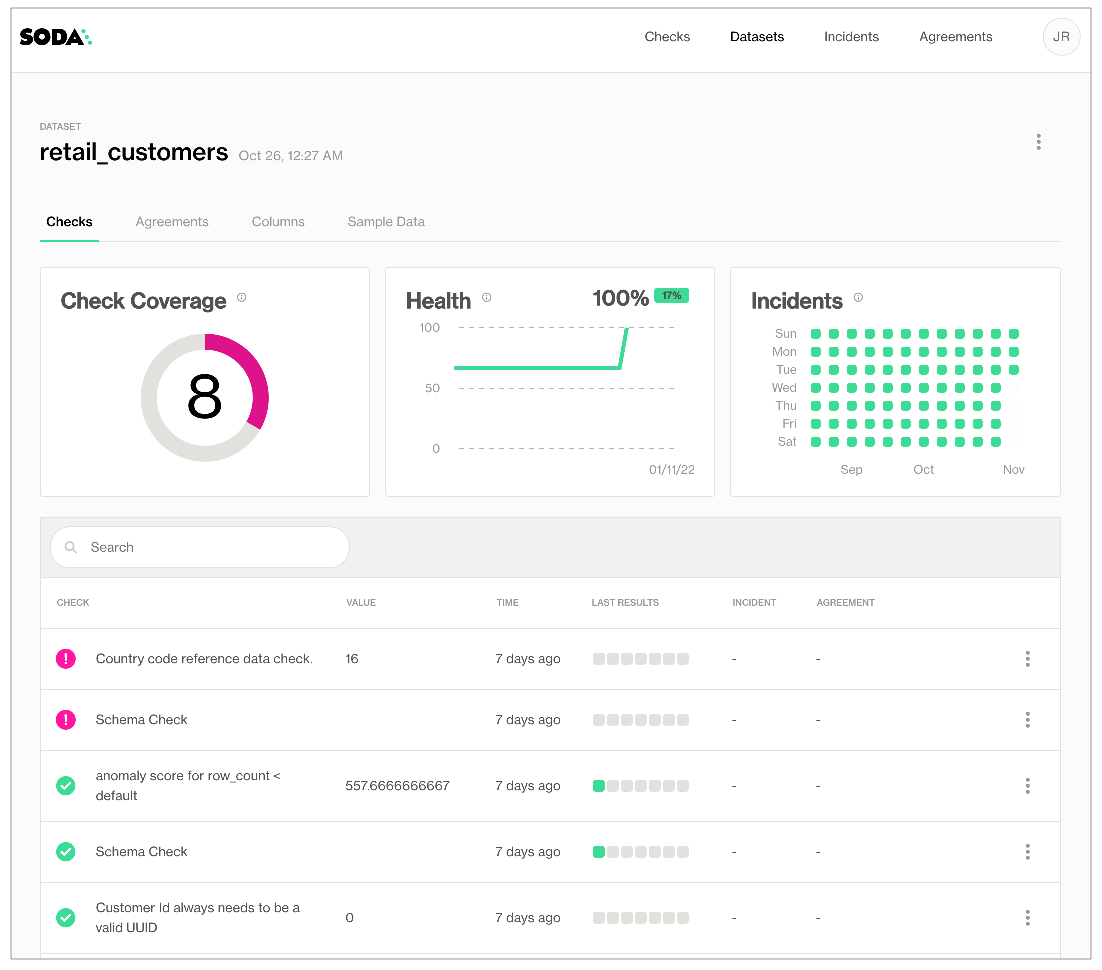 SODA
Checks
Datasets
Incidents
Agreements
JR
DATASET
retail_customers Oct 26, 12:27 AM
Checks
Agreements
Columns
Sample Data
Check Coverage
8
Health
100% 17%
100
50
0
01/11/22
Incidents
Sun
Mon
Tue
Wed
Thu
Fri
Sat
Sep
Oct
Nov
Search
CHECK VALUE TIME LAST RESULTS INCIDENT AGREEMENT
! Country code reference data check. 16 7 days ago - -
! Schema Check 7 days ago - -
anomaly score for row_count <
default
557.6666666667 7 days ago - -
Schema Check 7 days ago - -
Customer Id always needs to be a
valid UUID
0 7 days ago - -